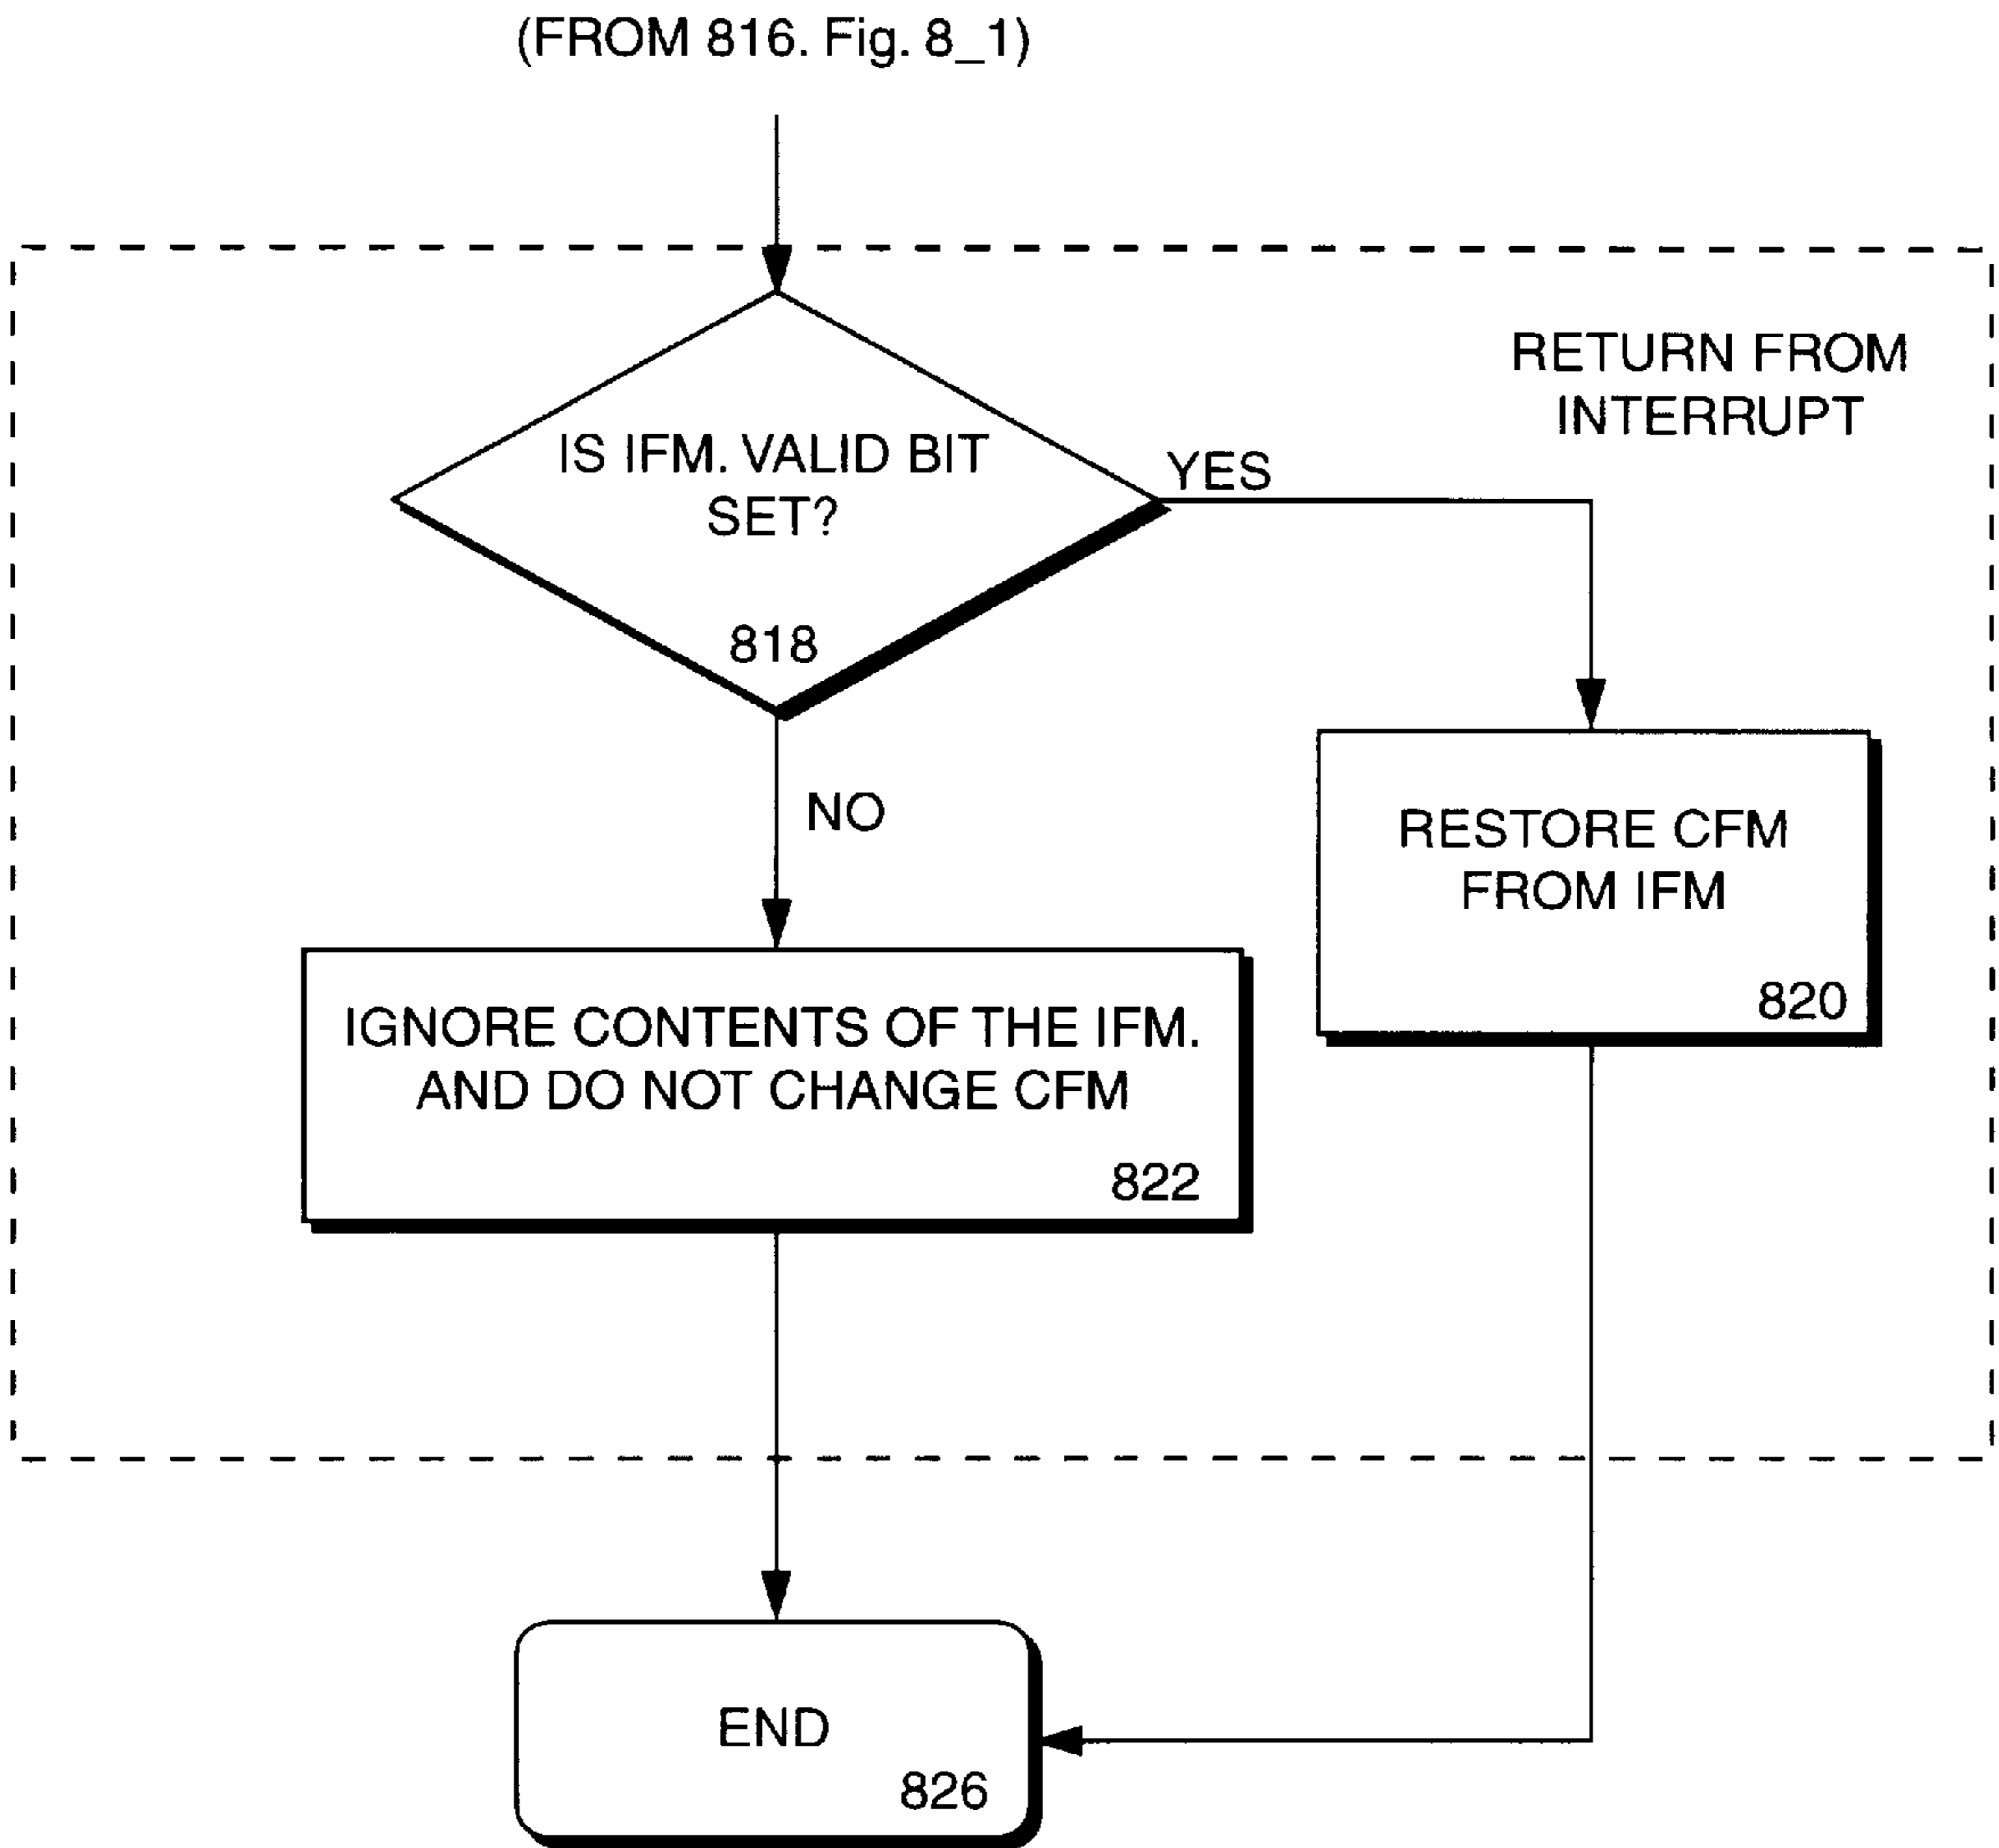 (FROM 816. Fig. 8_1)
RETURN FROM
INTERRUPT
IS IFM. VALID BIT
SET?
818
YES
NO
RESTORE CFM
FROM IFM
820
IGNORE CONTENTS OF THE IFM.
AND DO NOT CHANGE CFM
822
END
826